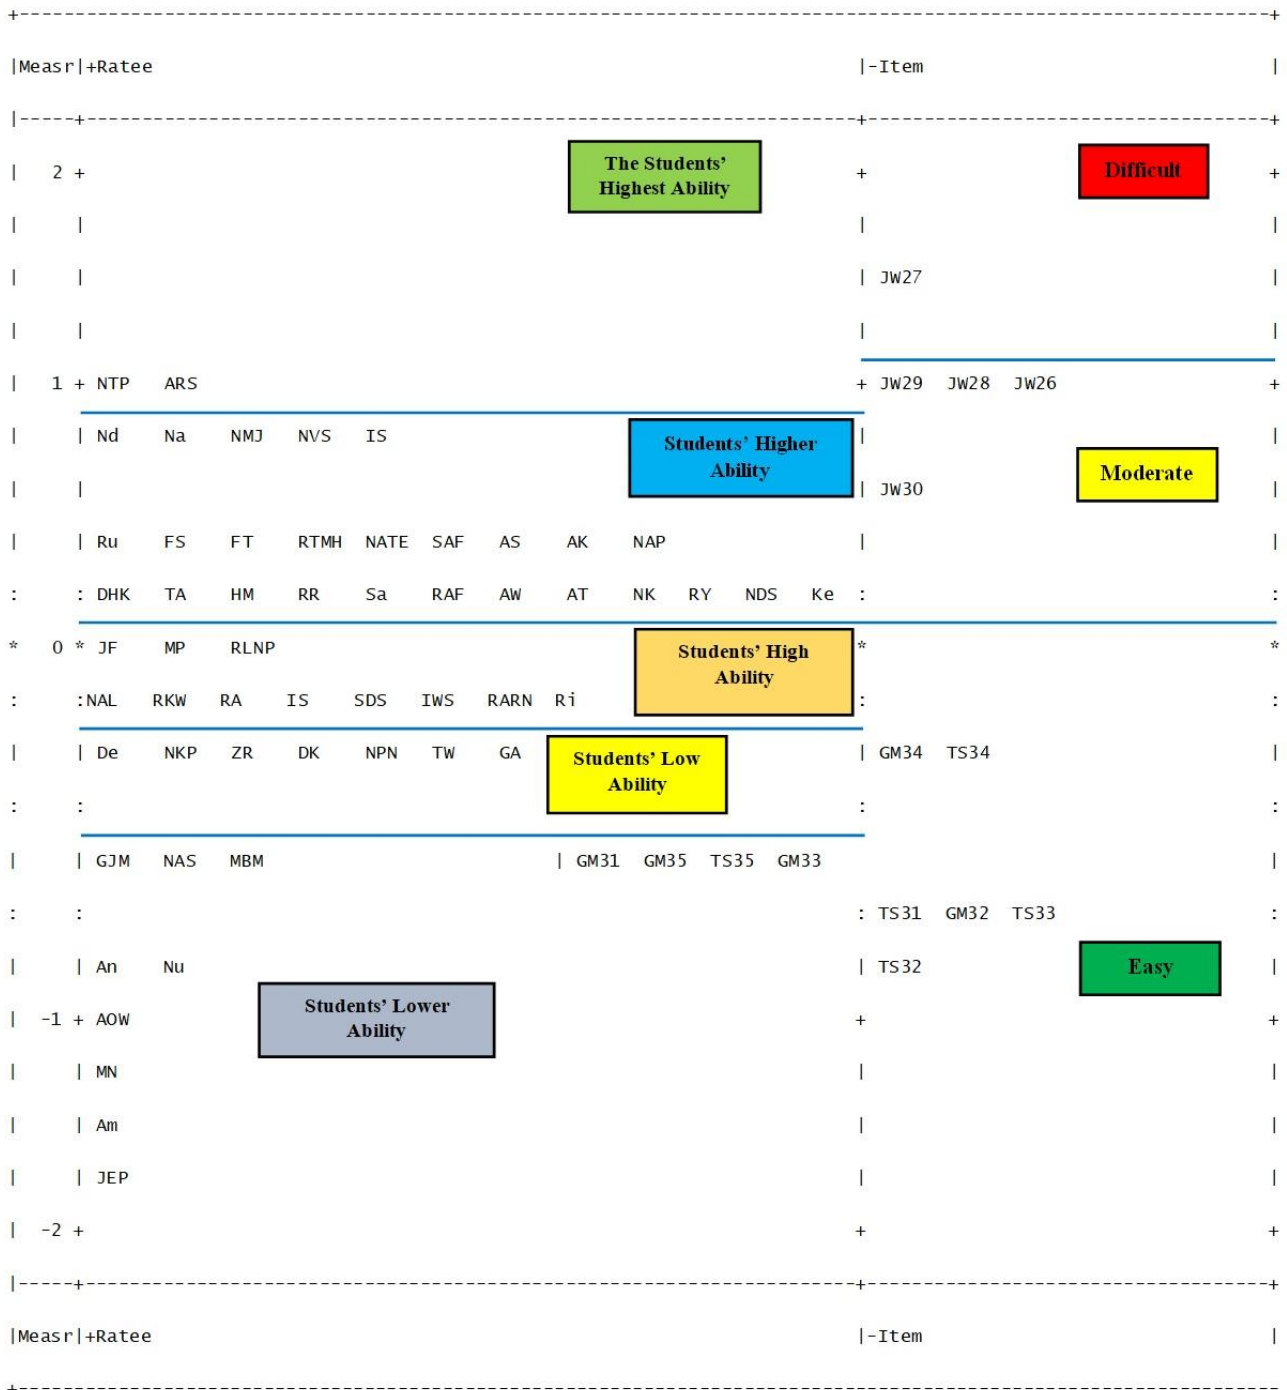 +-----------------------------------------------------------------------------------------+
|Measr|+Ratee |-Item |
|-----+------------------------------------------------------+----------------------------+
| 2 + The Students' Highest Ability + Difficult +
| | | |
| | | JW27 |
| | | |
| 1 + NTP ARS + JW29 JW28 JW26 +
| | Nd Na NMJ NVS IS Students' Higher Ability | |
| | | JW30 Moderate |
| | Ru FS FT RTMH NATE SAF AS AK NAP | |
: : DHK TA HM RR Sa RAF AW AT NK RY NDS Ke : :
* 0 * JF MP RLNP Students' High Ability * *
: :NAL RKW RA IS SDS IWS RARN Ri : :
| | De NKP ZR DK NPN TW GA Students' Low Ability | GM34 TS34 |
: : : :
| | GJM NAS MBM | GM31 GM35 TS35 GM33 |
: : : TS31 GM32 TS33 :
| | An Nu | TS32 Easy |
| -1 + AOW Students' Lower Ability + +
| | MN | |
| | Am | |
| | JEP | |
| -2 + + +
|-----+------------------------------------------------------+----------------------------+
|Measr|+Ratee |-Item |
+-----------------------------------------------------------------------------------------